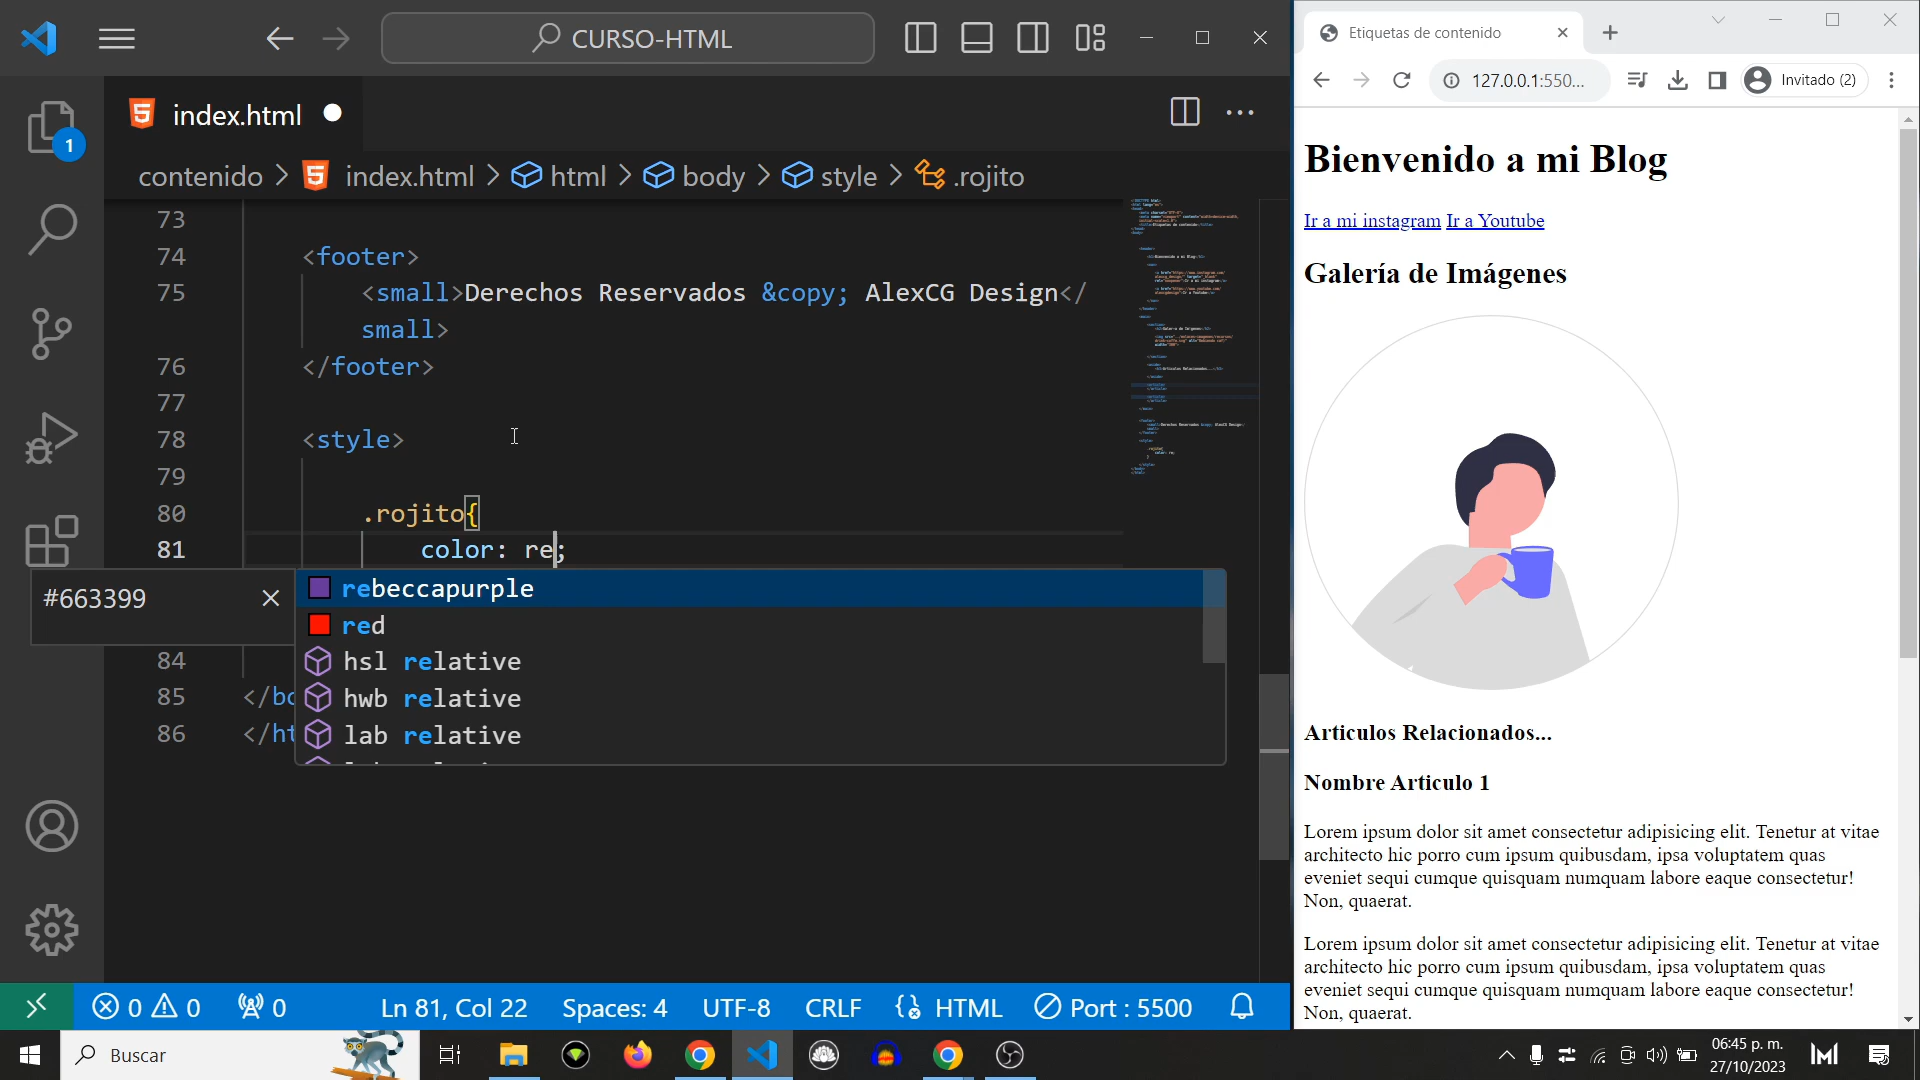 CURSO-HTML
index.html
1
contenido > index.html > html > body > style > .rojito
73
74 <footer>
75 <small>Derechos Reservados &copy; AlexCG Design</
small>
76 </footer>
77
78 <style>
79
80 .rojito{
81 color: re;
#663399
rebeccapurple
red
hsl relative
hwb relative
lab relative
84
85 </bo
86 </ht
0 0 0 Ln 81, Col 22 Spaces: 4 UTF-8 CRLF HTML Port : 5500
Etiquetas de contenido
127.0.0.1:550... Invitado (2)
Bienvenido a mi Blog
Ir a mi instagram Ir a Youtube
Galería de Imágenes
Articulos Relacionados...
Nombre Articulo 1
Lorem ipsum dolor sit amet consectetur adipisicing elit. Tenetur at vitae
architecto hic porro cum ipsum quibusdam, ipsa voluptatem quas
eveniet sequi cumque quisquam numquam labore eaque consectetur!
Non, quaerat.
Lorem ipsum dolor sit amet consectetur adipisicing elit. Tenetur at vitae
architecto hic porro cum ipsum quibusdam, ipsa voluptatem quas
eveniet sequi cumque quisquam numquam labore eaque consectetur!
Non, quaerat.
Buscar
06:45 p. m.
27/10/2023